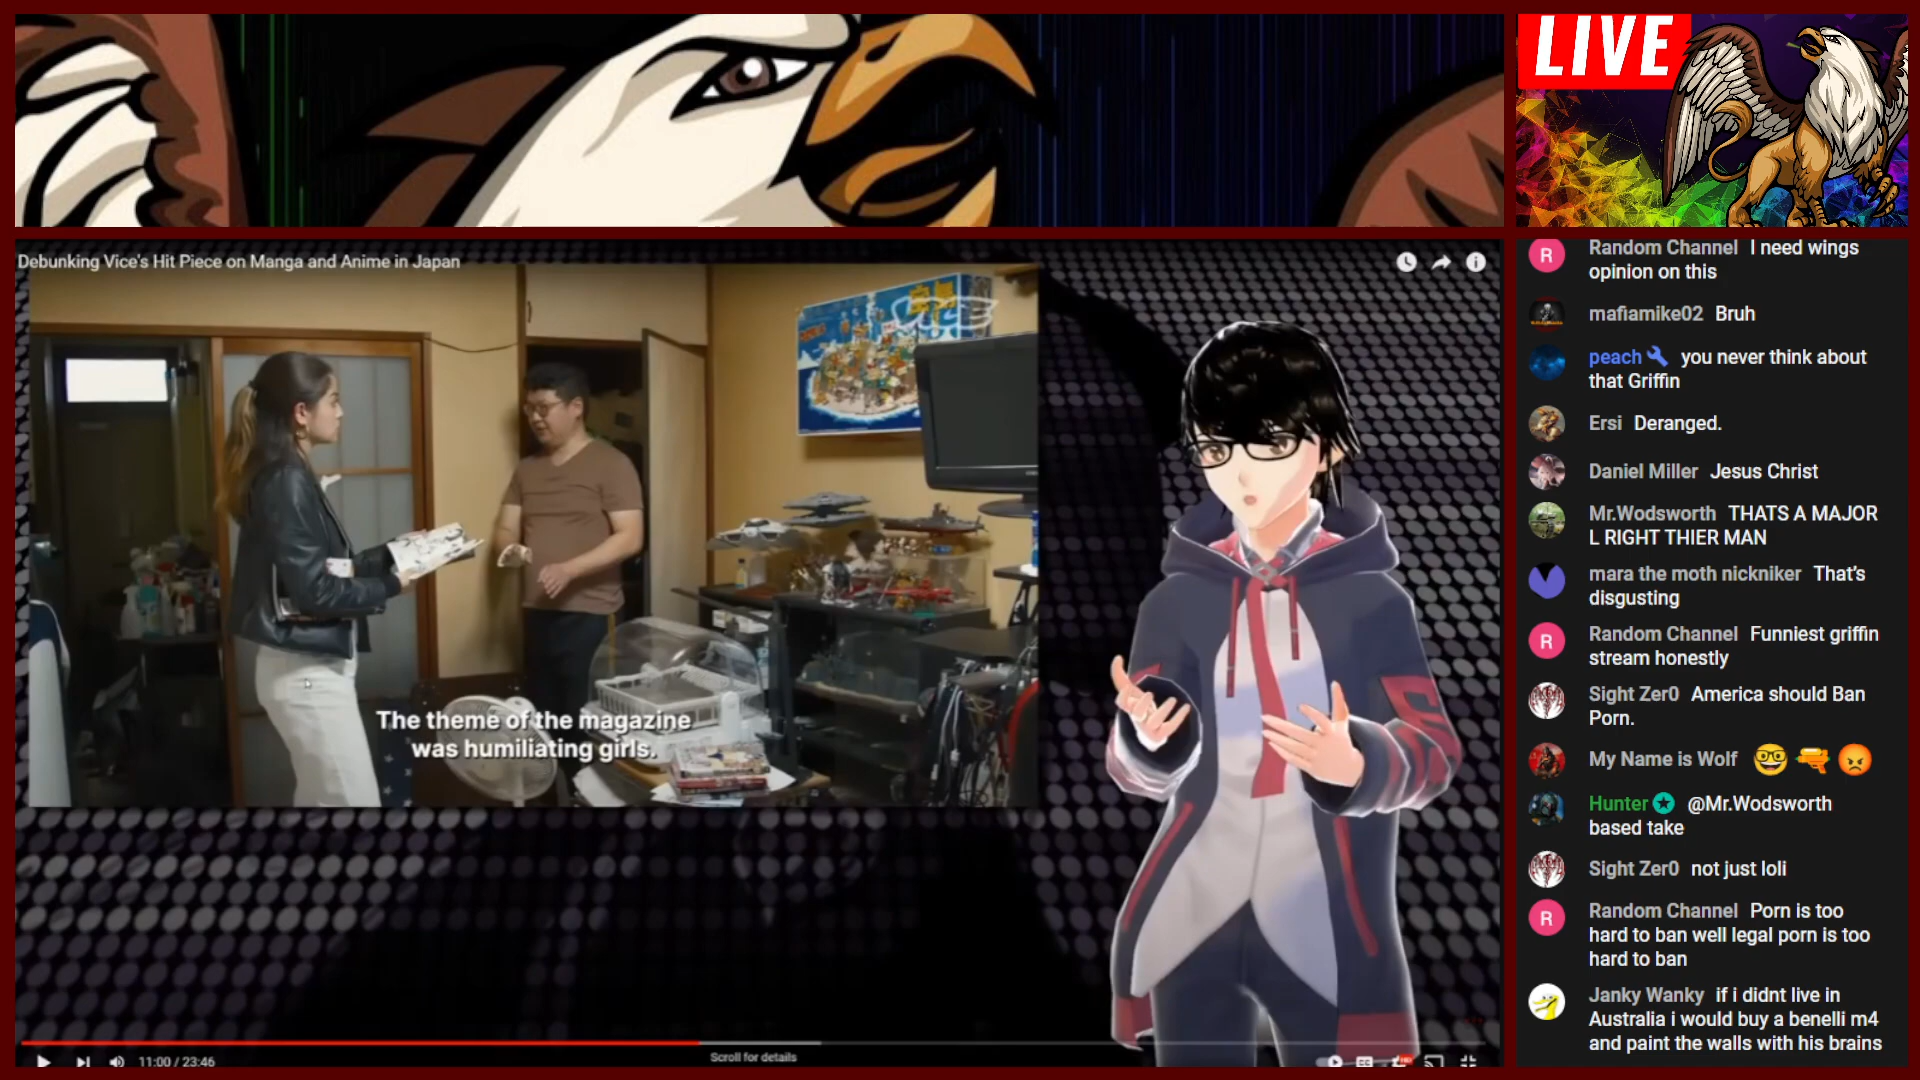 LIVE
Debunking Vice's Hit Piece on Manga and Anime in Japan
The theme of the magazine
was humiliating girls.
11:00 / 23:46
Scroll for details
R
Random Channel I need wings
opinion on this
mafiamike02 Bruh
peach you never think about
that Griffin
Ersi Deranged.
Daniel Miller Jesus Christ
Mr.Wodsworth THATS A MAJOR
L RIGHT THIER MAN
mara the moth nickniker That's
disgusting
R
Random Channel Funniest griffin
stream honestly
Sight Zer0 America should Ban
Porn.
My Name is Wolf 🤓 🔫 😡
Hunter @Mr.Wodsworth
based take
Sight Zer0 not just loli
R
Random Channel Porn is too
hard to ban well legal porn is too
hard to ban
Janky Wanky if i didnt live in
Australia i would buy a benelli m4
and paint the walls with his brains